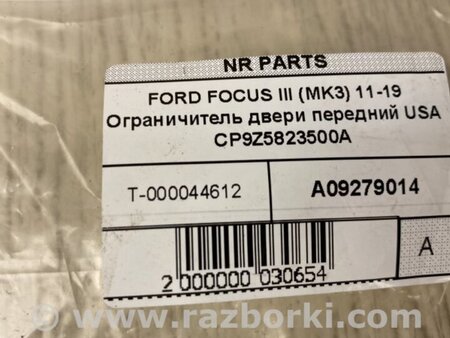 NR PARTS
FORD FOCUS III (MK3) 11-19
Ограничитель двери передний USA
CP9Z5823500A
T-000044612
A09279014
A
2 000000 030654
www.razborki.com